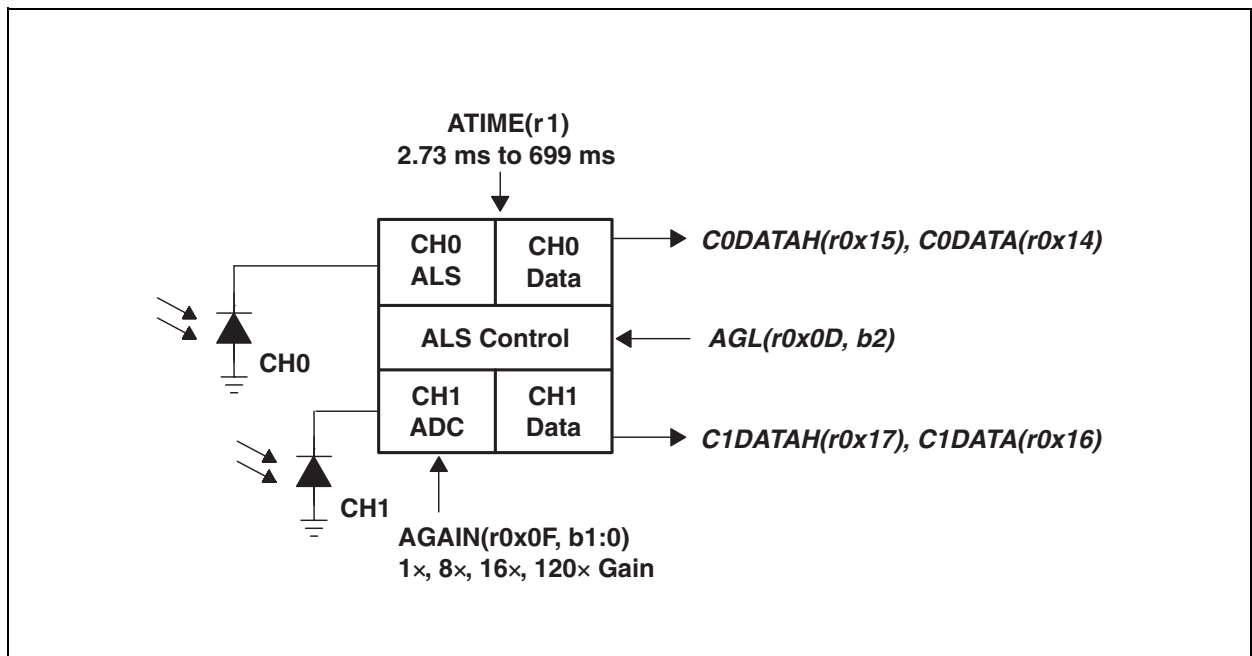 ATIME(r1)
2.73 ms to 699 ms
CH0
ALS
CH0
Data
C0DATAH(r0x15), C0DATA(r0x14)
ALS Control
AGL(r0x0D, b2)
CH0
CH1
ADC
CH1
Data
C1DATAH(r0x17), C1DATA(r0x16)
CH1
AGAIN(r0x0F, b1:0)
1×, 8×, 16×, 120× Gain